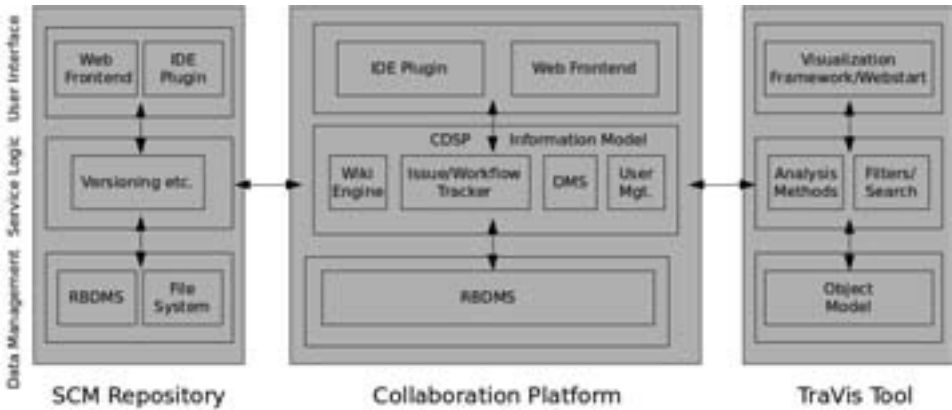 User Interface
Service Logic
Data Management
Web
Frontend
IDE
Plugin
Versioning etc.
RBDMS
File
System
SCM Repository
IDE Plugin
Web Frontend
CDSP
Information Model
Wiki
Engine
Issue/Workflow
Tracker
DMS
User
Mgt.
RBDMS
Collaboration Platform
Visualization
Framework/Webstart
Analysis
Methods
Filters/
Search
Object
Model
TraVis Tool